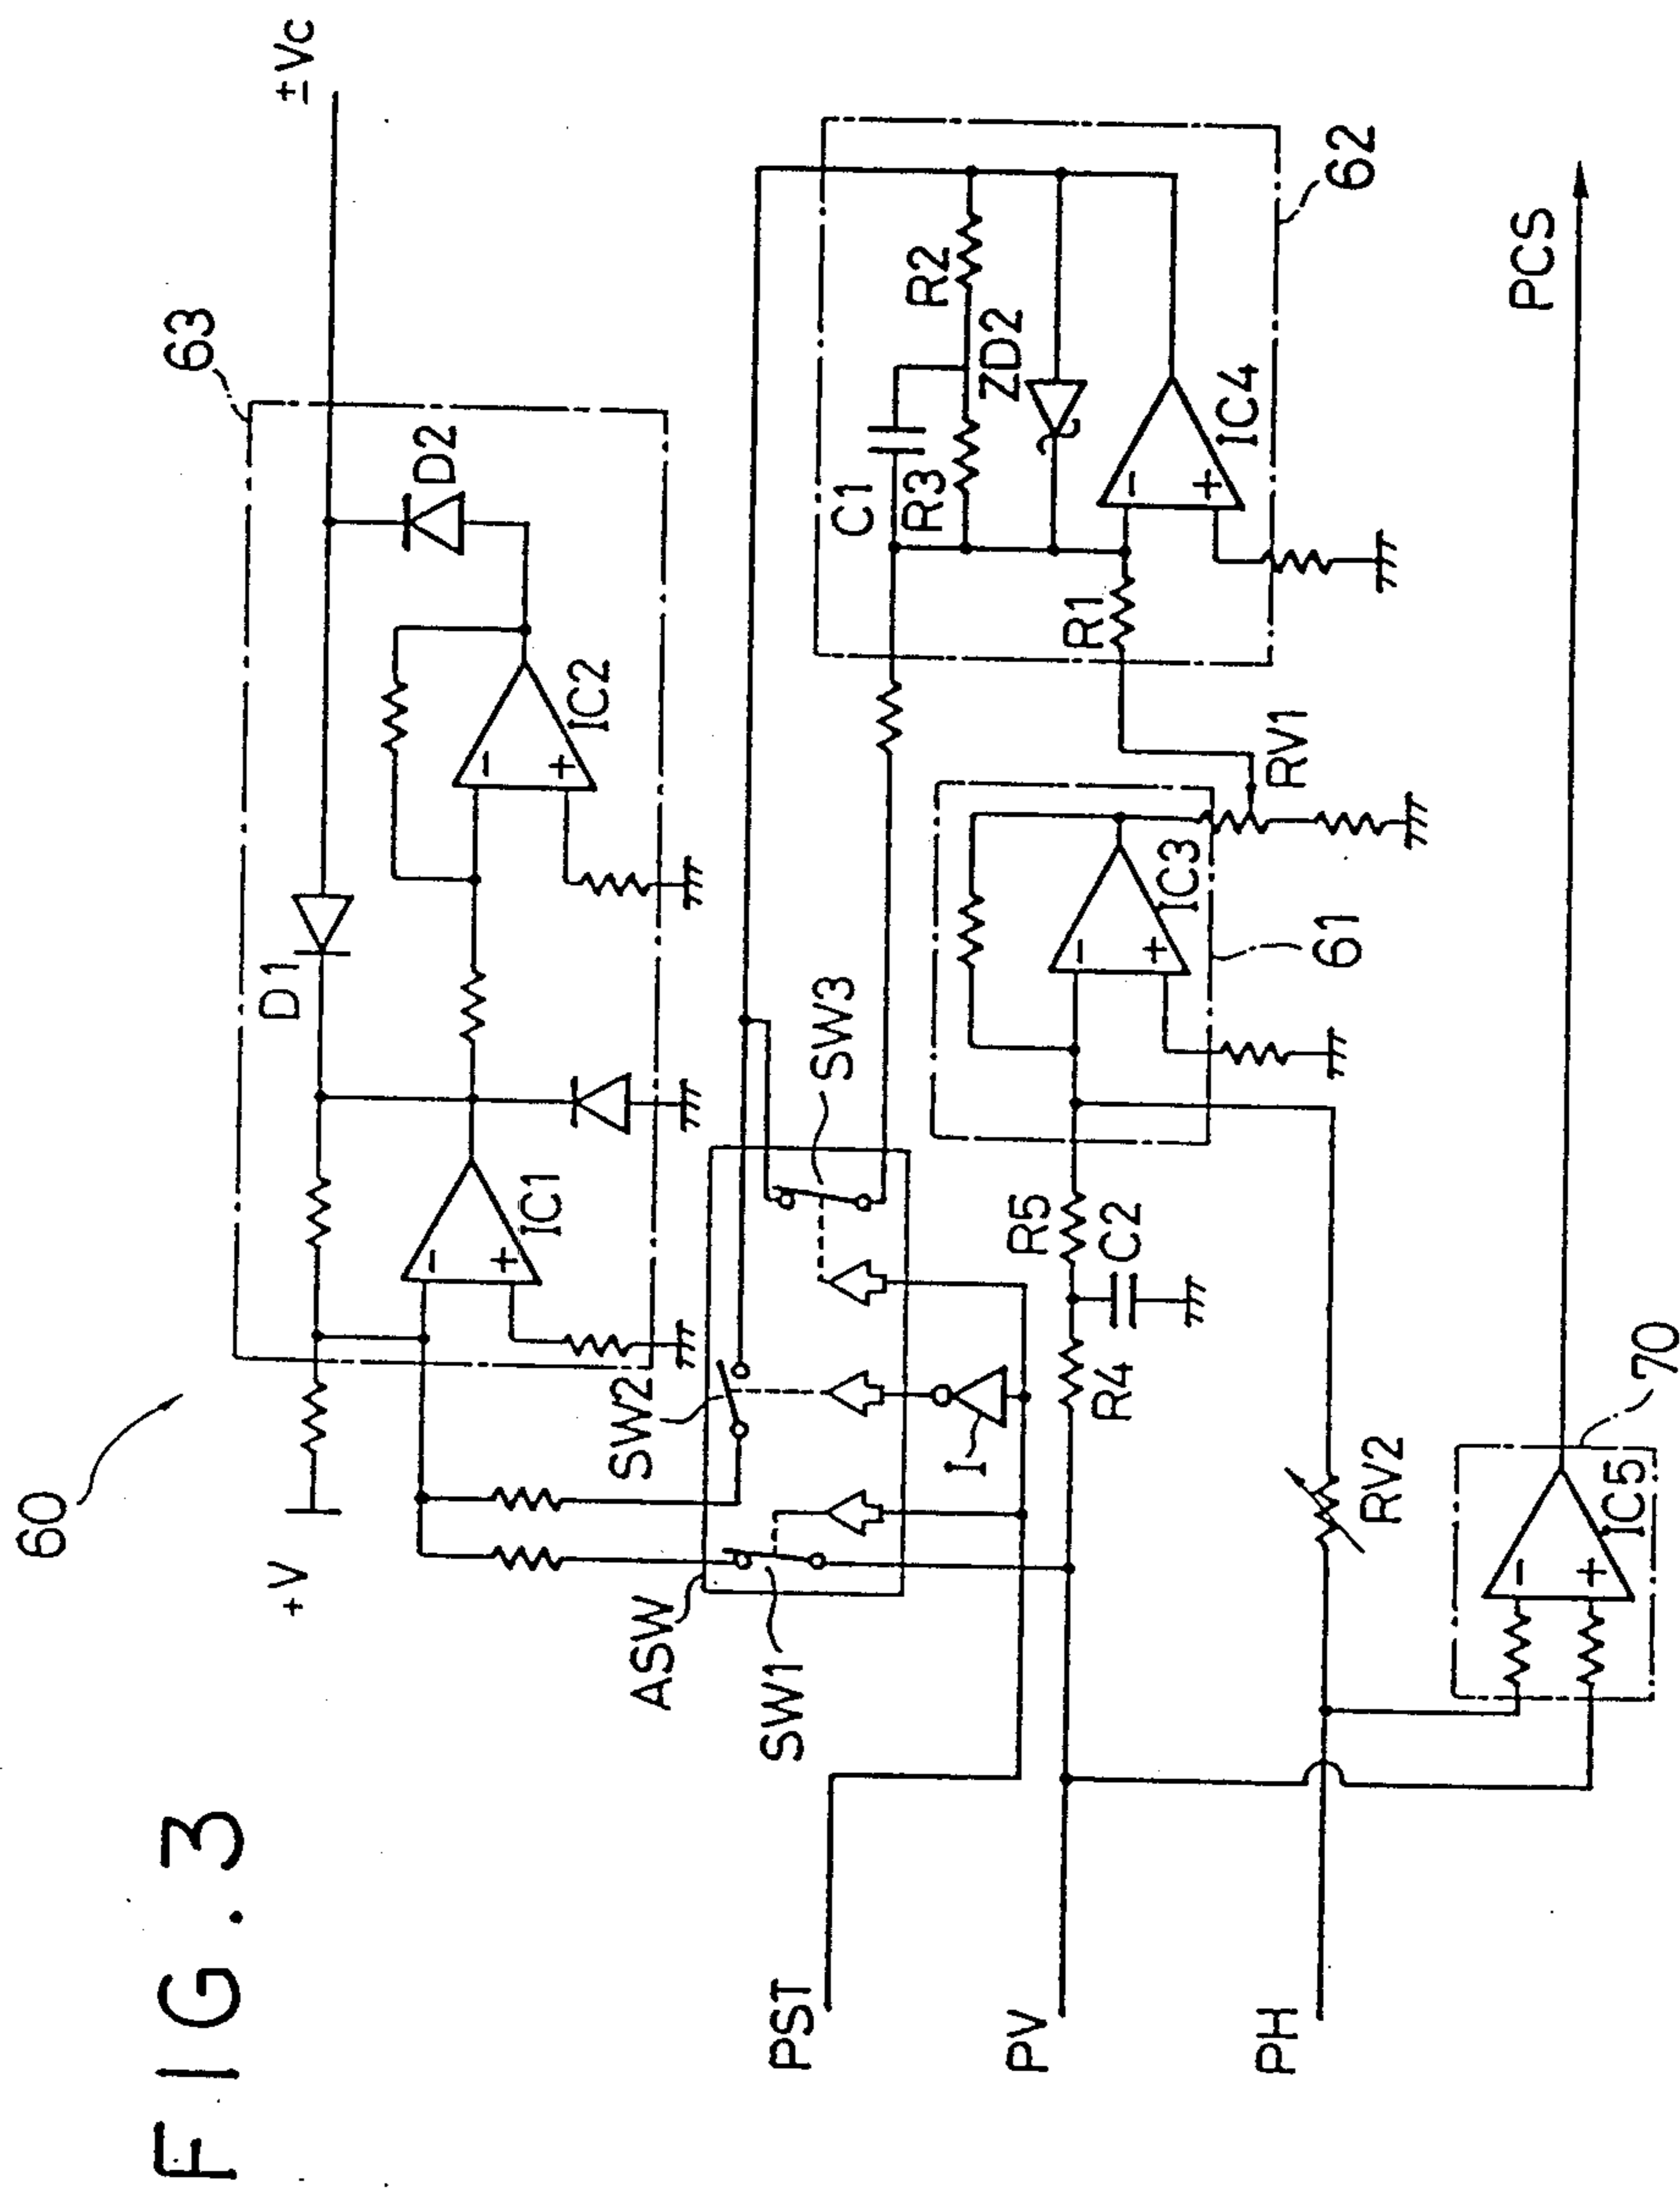 FIG.3
60
63
+V
D1
D2
±Vc
IC1
IC2
ASW
SW1
SW2
SW3
I
62
C1
R2
R3
ZD2
R1
IC4
PST
PV
PH
R4
R5
C2
IC3
61
RV1
RV2
IC5
70
PCS
- + - + - + - + - +